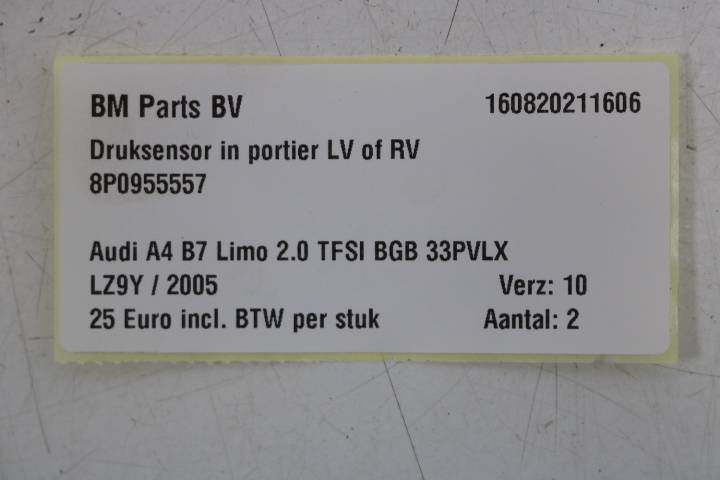 BM Parts BV 160820211606
Druksensor in portier LV of RV
8P0955557
Audi A4 B7 Limo 2.0 TFSI BGB 33PVLX
LZ9Y / 2005 Verz: 10
25 Euro incl. BTW per stuk Aantal: 2